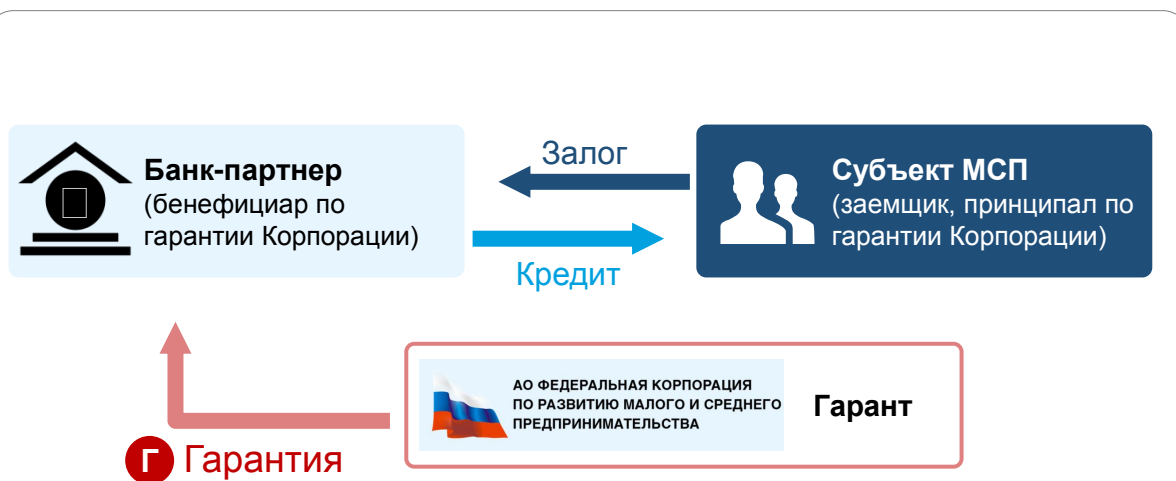 Банк-партнер
(бенефициар по
гарантии Корпорации)
Залог
Кредит
Субъект МСП
(заемщик, принципал по
гарантии Корпорации)
АО ФЕДЕРАЛЬНАЯ КОРПОРАЦИЯ
ПО РАЗВИТИЮ МАЛОГО И СРЕДНЕГО
ПРЕДПРИНИМАТЕЛЬСТВА
Гарант
Г Гарантия